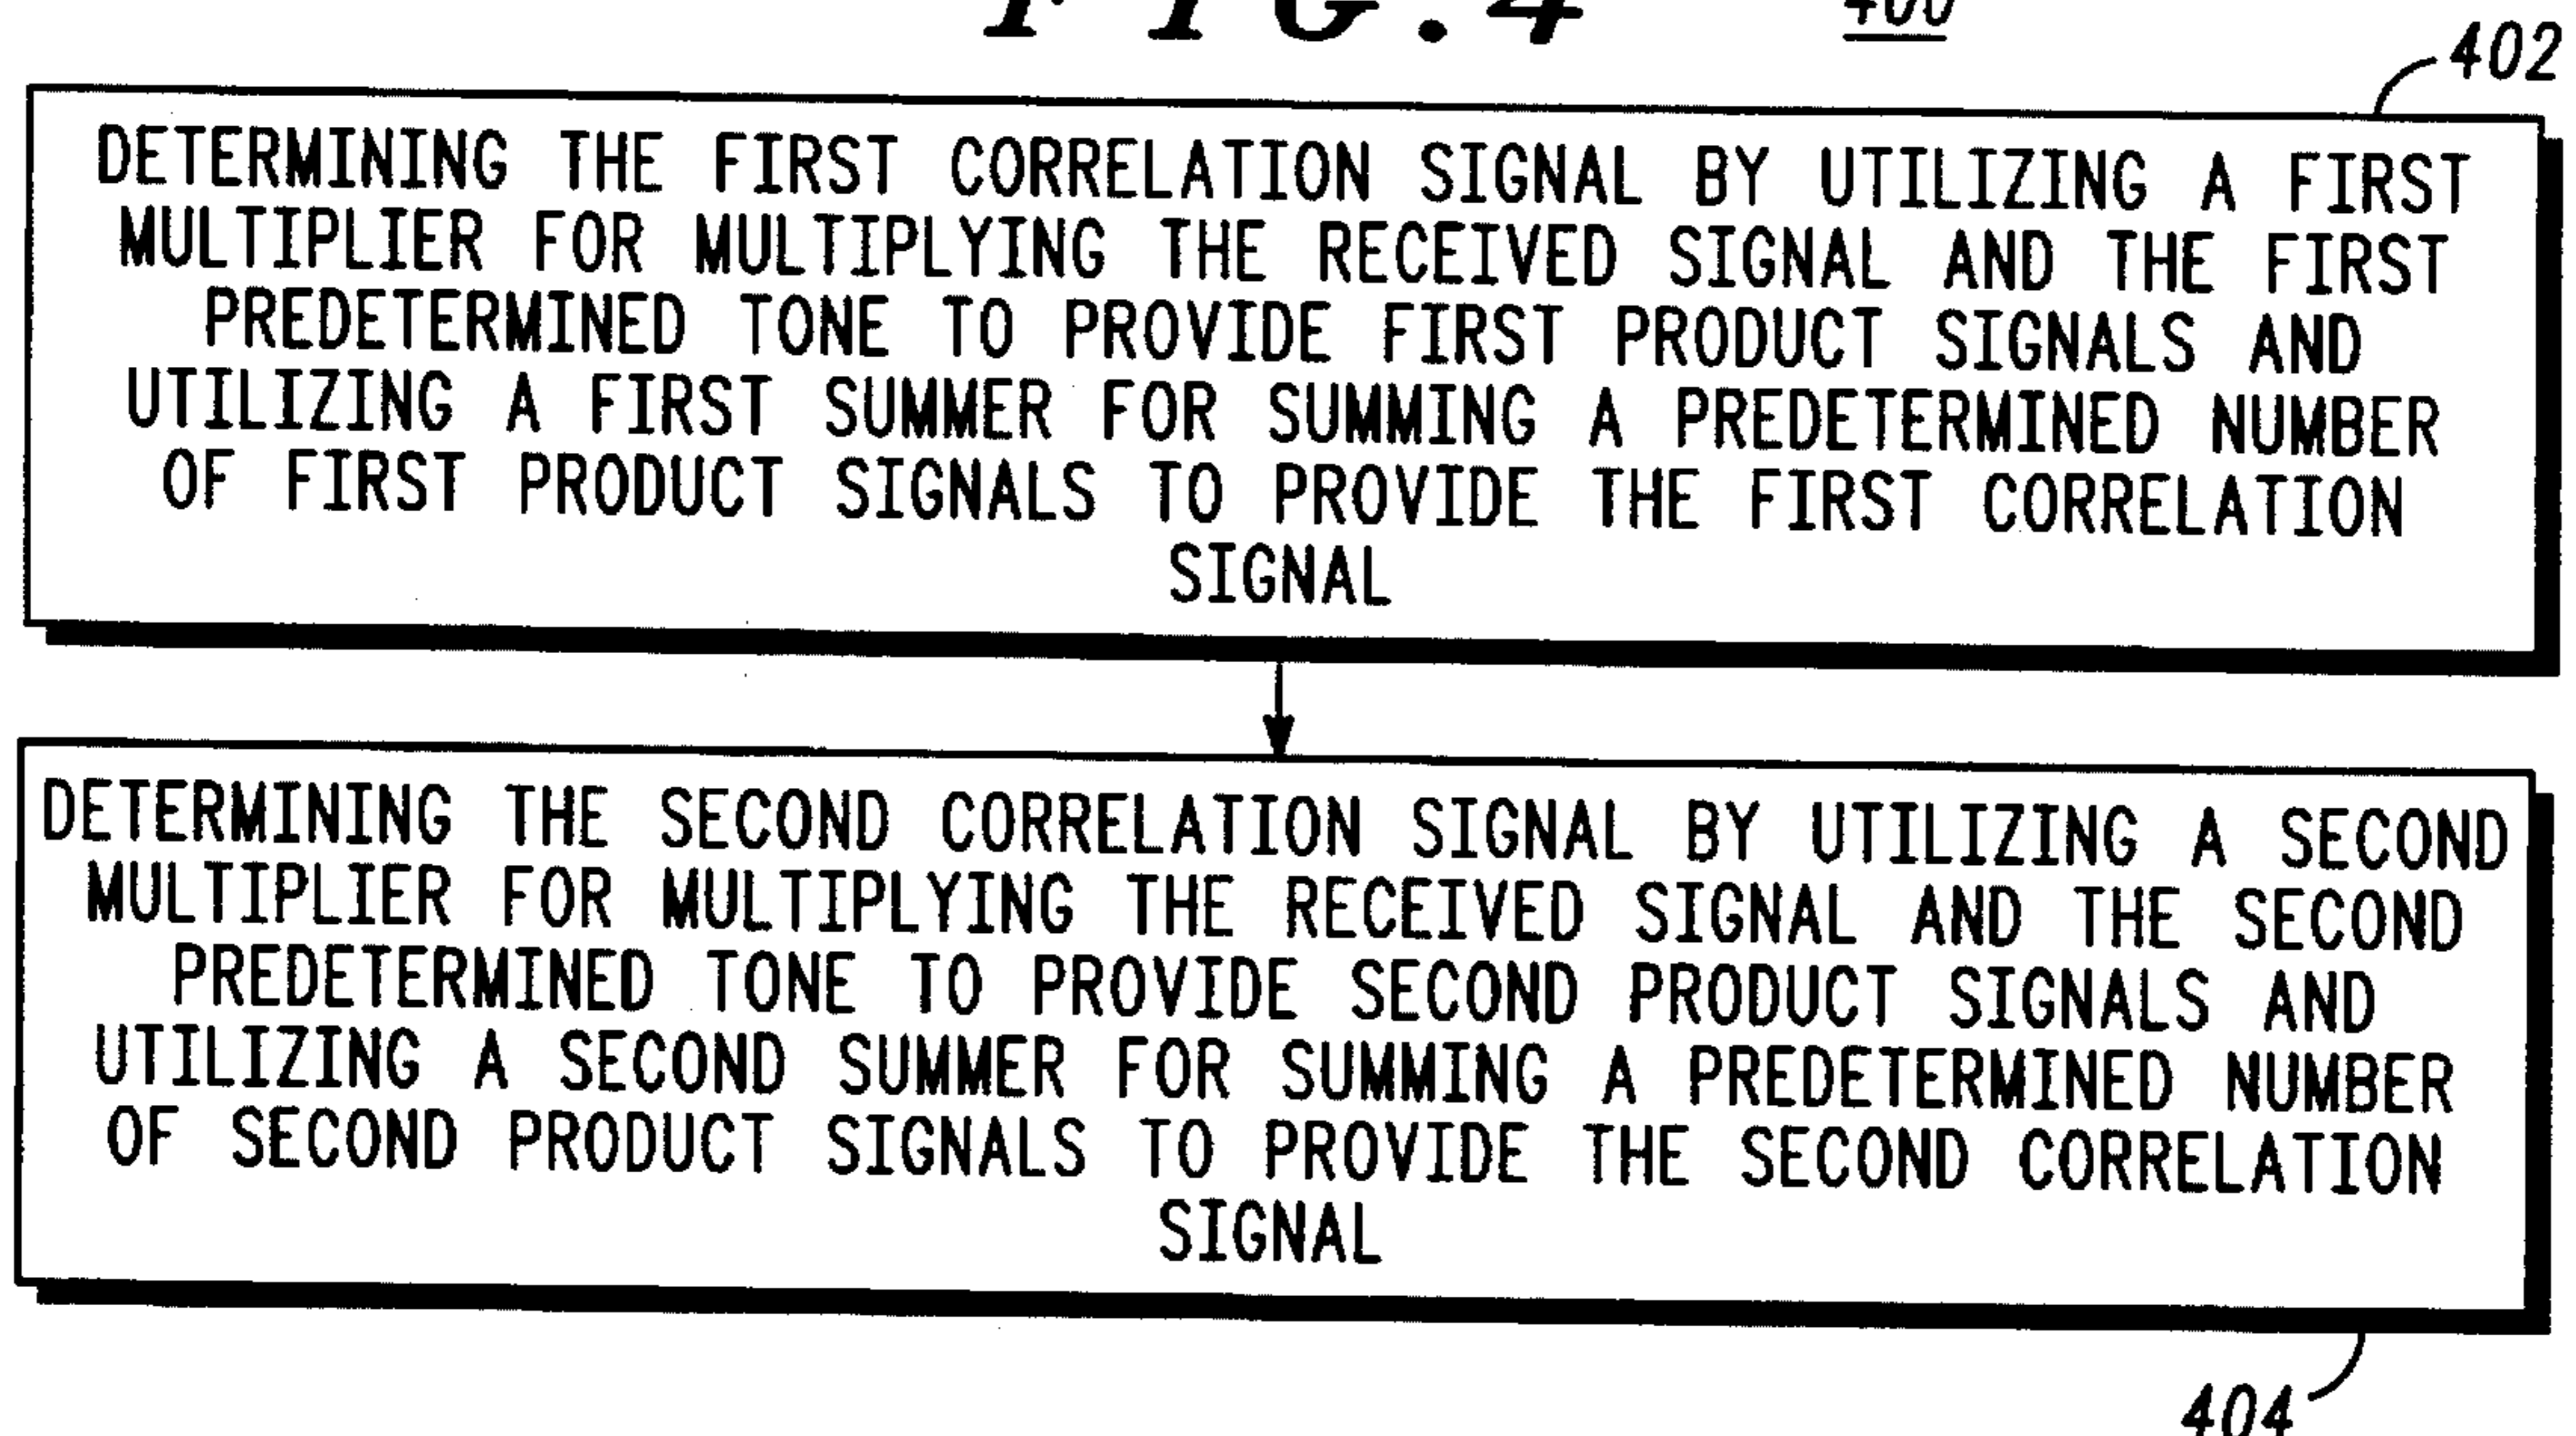 FIG.4 400
402
DETERMINING THE FIRST CORRELATION SIGNAL BY UTILIZING A FIRST
MULTIPLIER FOR MULTIPLYING THE RECEIVED SIGNAL AND THE FIRST
PREDETERMINED TONE TO PROVIDE FIRST PRODUCT SIGNALS AND
UTILIZING A FIRST SUMMER FOR SUMMING A PREDETERMINED NUMBER
OF FIRST PRODUCT SIGNALS TO PROVIDE THE FIRST CORRELATION
SIGNAL
DETERMINING THE SECOND CORRELATION SIGNAL BY UTILIZING A SECOND
MULTIPLIER FOR MULTIPLYING THE RECEIVED SIGNAL AND THE SECOND
PREDETERMINED TONE TO PROVIDE SECOND PRODUCT SIGNALS AND
UTILIZING A SECOND SUMMER FOR SUMMING A PREDETERMINED NUMBER
OF SECOND PRODUCT SIGNALS TO PROVIDE THE SECOND CORRELATION
SIGNAL
404